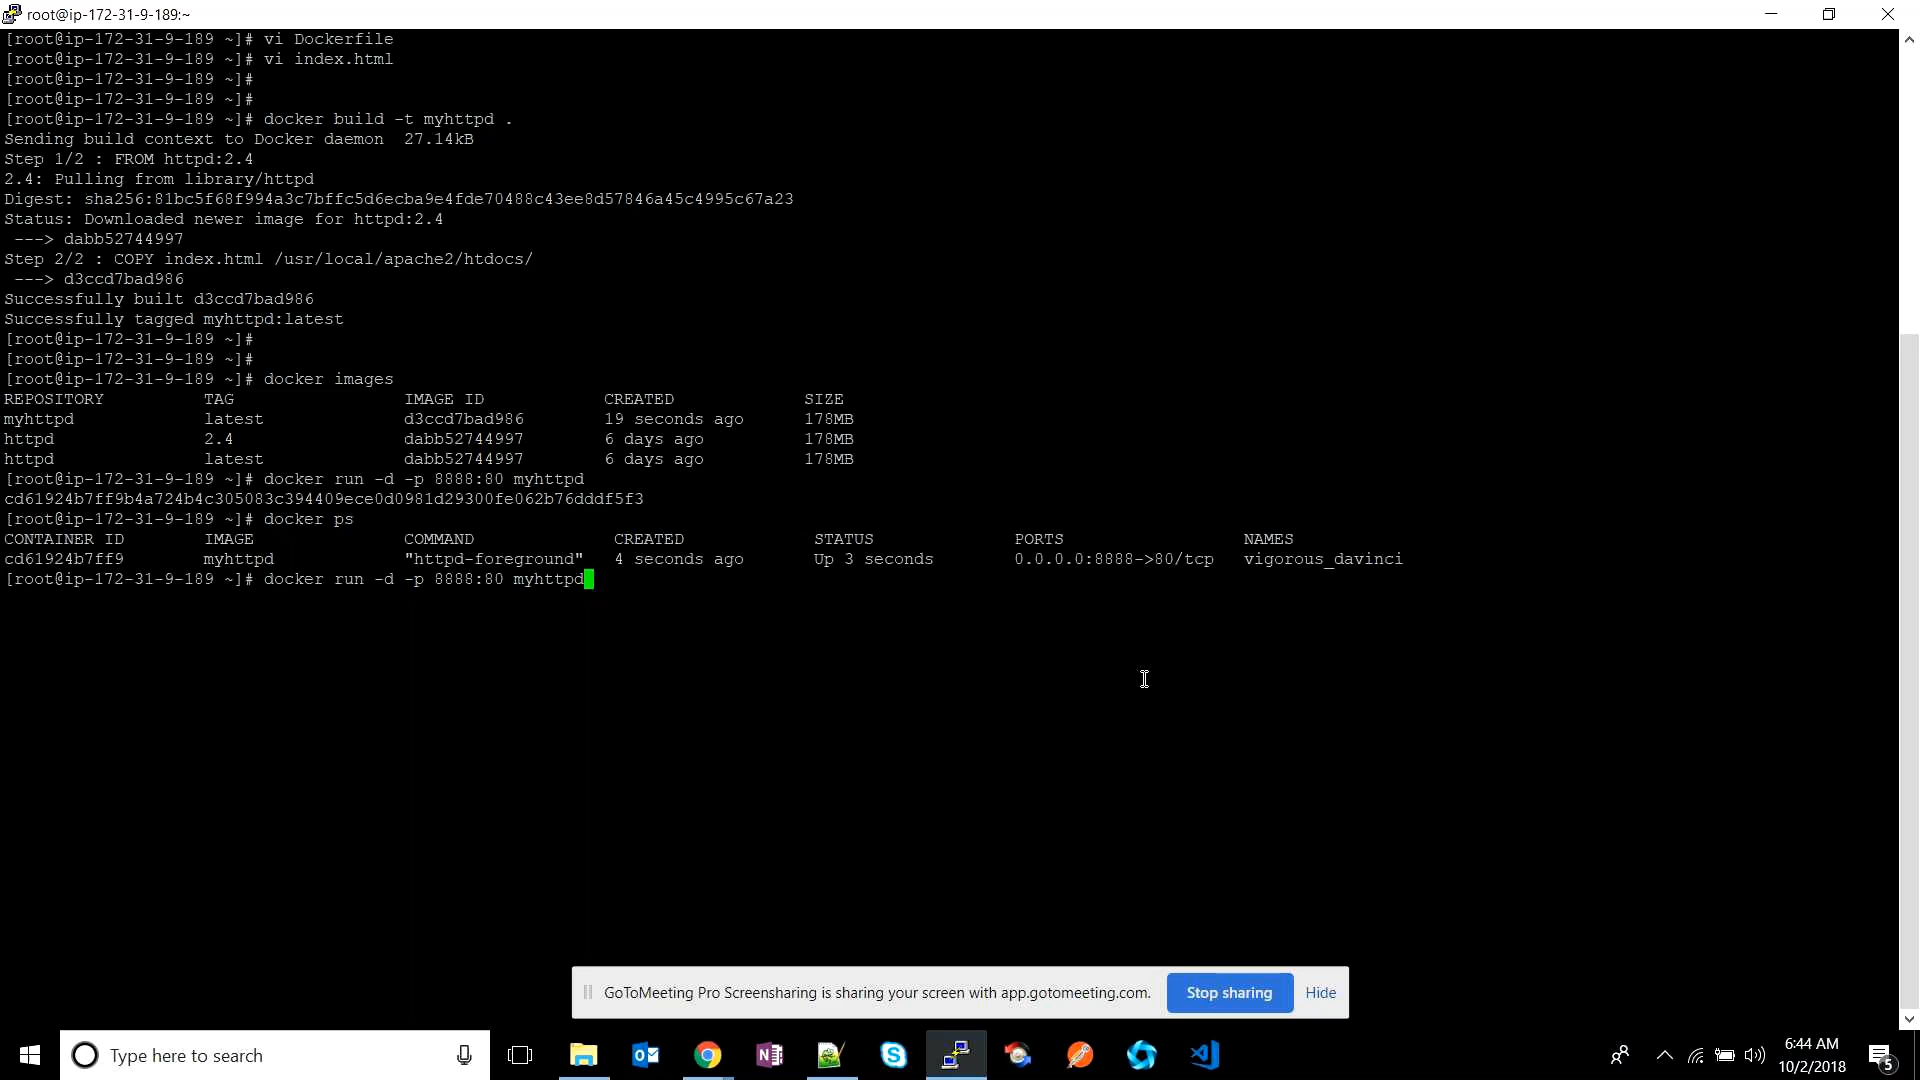 root@ip-172-31-9-189:~
[root@ip-172-31-9-189 ~]# vi Dockerfile
[root@ip-172-31-9-189 ~]# vi index.html
[root@ip-172-31-9-189 ~]#
[root@ip-172-31-9-189 ~]#
[root@ip-172-31-9-189 ~]# docker build -t myhttpd .
Sending build context to Docker daemon  27.14kB
Step 1/2 : FROM httpd:2.4
2.4: Pulling from library/httpd
Digest: sha256:81bc5f68f994a3c7bffc5d6ecba9e4fde70488c43ee8d57846a45c4995c67a23
Status: Downloaded newer image for httpd:2.4
 ---> dabb52744997
Step 2/2 : COPY index.html /usr/local/apache2/htdocs/
 ---> d3ccd7bad986
Successfully built d3ccd7bad986
Successfully tagged myhttpd:latest
[root@ip-172-31-9-189 ~]#
[root@ip-172-31-9-189 ~]#
[root@ip-172-31-9-189 ~]# docker images
REPOSITORY          TAG                 IMAGE ID            CREATED             SIZE
myhttpd             latest              d3ccd7bad986        19 seconds ago      178MB
httpd               2.4                 dabb52744997        6 days ago          178MB
httpd               latest              dabb52744997        6 days ago          178MB
[root@ip-172-31-9-189 ~]# docker run -d -p 8888:80 myhttpd
cd61924b7ff9b4a724b4c305083c394409ece0d0981d29300fe062b76dddf5f3
[root@ip-172-31-9-189 ~]# docker ps
CONTAINER ID        IMAGE               COMMAND              CREATED             STATUS              PORTS                  NAMES
cd61924b7ff9        myhttpd             "httpd-foreground"   4 seconds ago       Up 3 seconds        0.0.0.0:8888->80/tcp   vigorous_davinci
[root@ip-172-31-9-189 ~]# docker run -d -p 8888:80 myhttpd
GoToMeeting Pro Screensharing is sharing your screen with app.gotomeeting.com. Stop sharing Hide
Type here to search
6:44 AM
10/2/2018
5